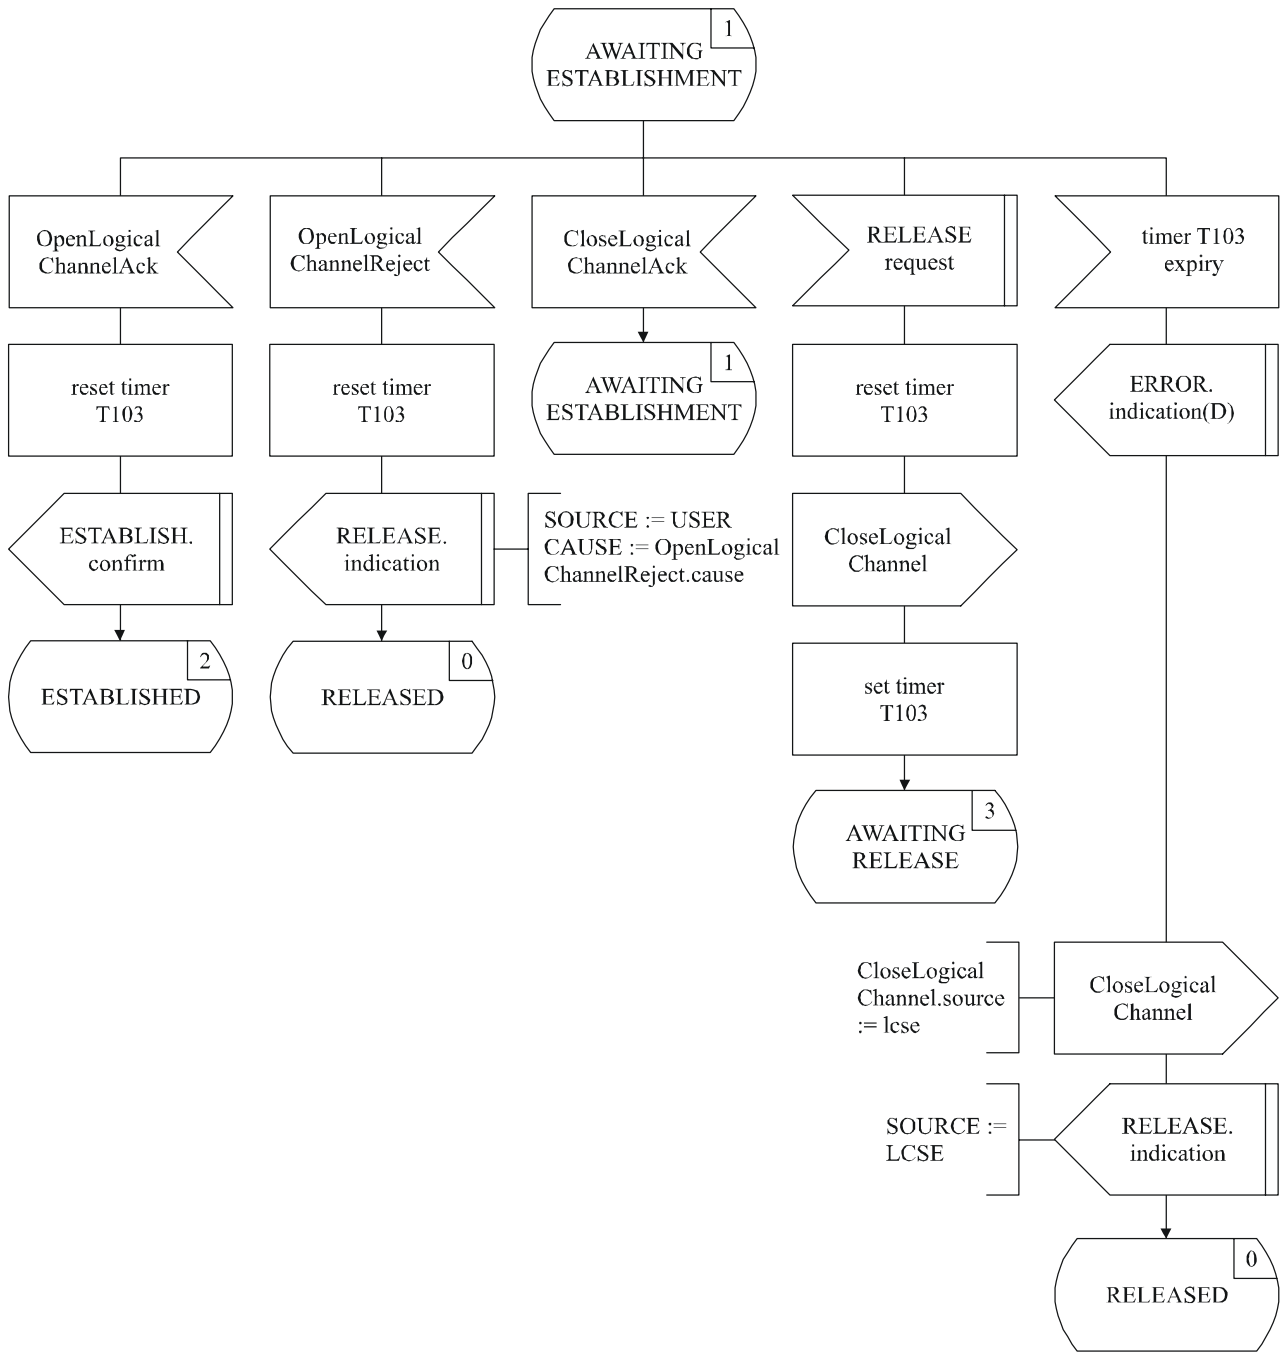 1
AWAITING
ESTABLISHMENT
OpenLogical
ChannelAck
OpenLogical
ChannelReject
CloseLogical
ChannelAck
RELEASE
request
timer T103
expiry
reset timer
T103
reset timer
T103
1
AWAITING
ESTABLISHMENT
reset timer
T103
ERROR.
indication(D)
ESTABLISH.
confirm
RELEASE.
indication
SOURCE := USER
CAUSE := OpenLogical
ChannelReject.cause
CloseLogical
Channel
2
ESTABLISHED
0
RELEASED
set timer
T103
3
AWAITING
RELEASE
CloseLogical
Channel.source
:= lcse
CloseLogical
Channel
SOURCE :=
LCSE
RELEASE.
indication
0
RELEASED